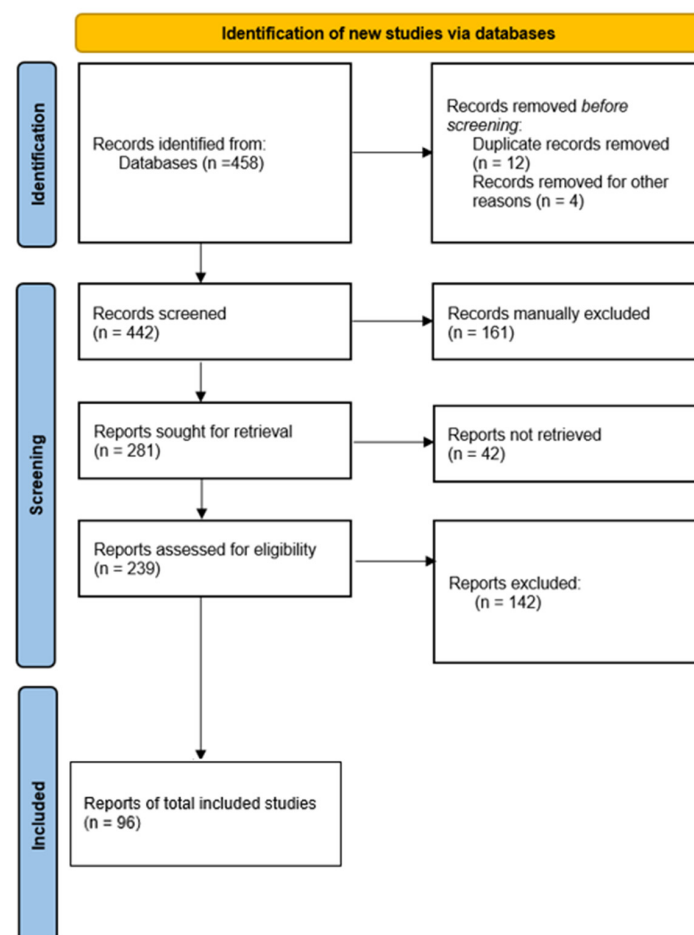 Identification of new studies via databases
Identification
Records identified from:
Databases (n =458)
Records removed before
screening:
Duplicate records removed
(n = 12)
Records removed for other
reasons (n = 4)
Screening
Records screened
(n = 442)
Records manually excluded
(n = 161)
Reports sought for retrieval
(n = 281)
Reports not retrieved
(n = 42)
Reports assessed for eligibility
(n = 239)
Reports excluded:
(n = 142)
Included
Reports of total included studies
(n = 96)